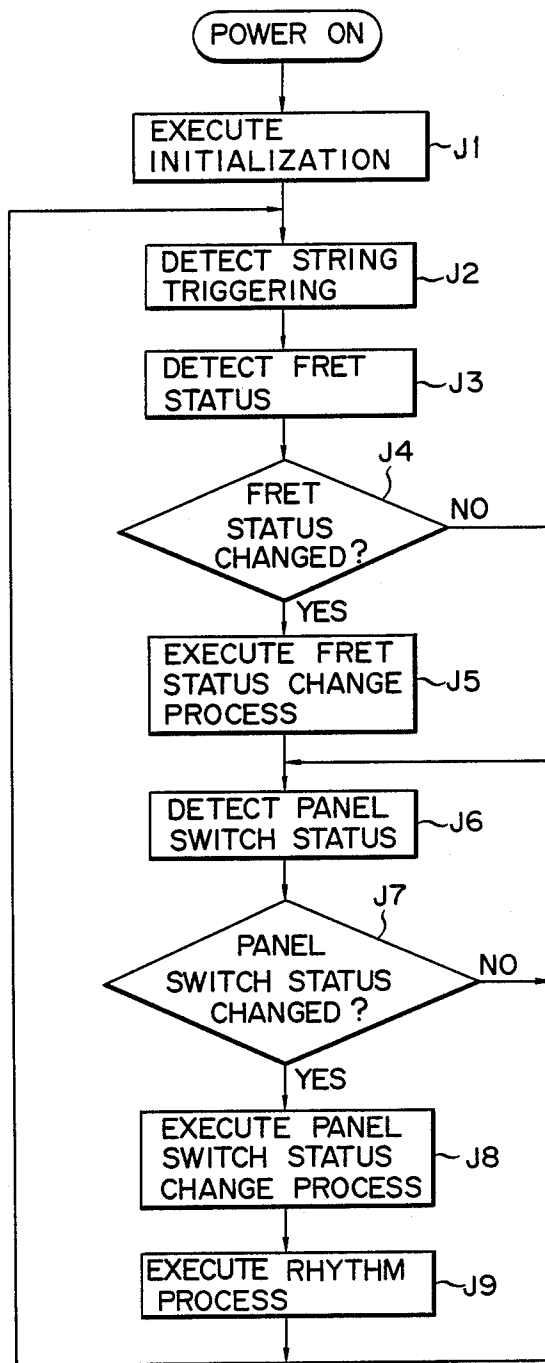 POWER ON
EXECUTE
INITIALIZATION
J1
DETECT STRING
TRIGGERING
J2
DETECT FRET
STATUS
J3
J4
FRET
STATUS
CHANGED?
NO
YES
EXECUTE FRET
STATUS CHANGE
PROCESS
J5
DETECT PANEL
SWITCH STATUS
J6
J7
PANEL
SWITCH STATUS
CHANGED?
NO
YES
EXECUTE PANEL
SWITCH STATUS
CHANGE PROCESS
J8
EXECUTE RHYTHM
PROCESS
J9